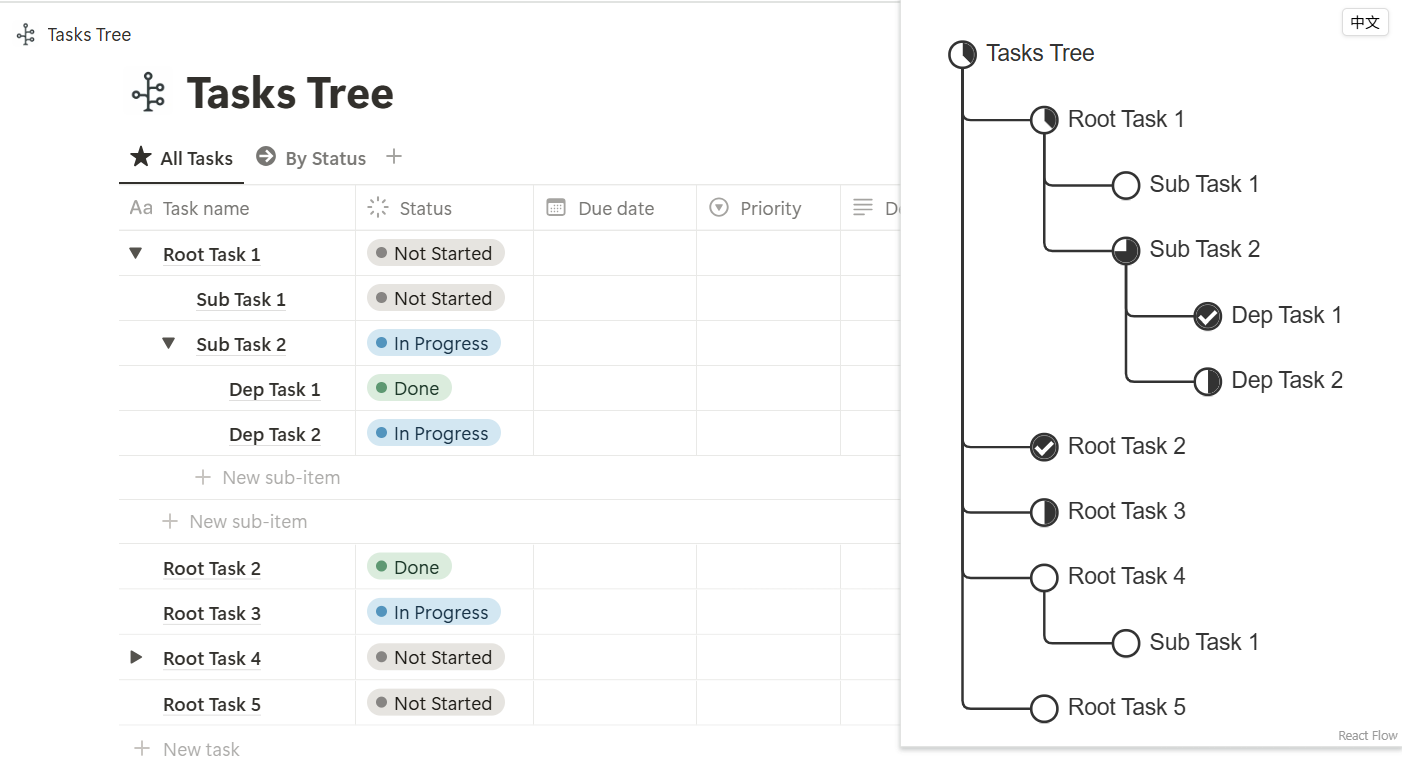 Tasks Tree
Tasks Tree
All Tasks By Status
Aa Task name Status Due date Priority
Root Task 1 Not Started
Sub Task 1 Not Started
Sub Task 2 In Progress
Dep Task 1 Done
Dep Task 2 In Progress
New sub-item
New sub-item
Root Task 2 Done
Root Task 3 In Progress
Root Task 4 Not Started
Root Task 5 Not Started
New task
中文
Tasks Tree
Root Task 1
Sub Task 1
Sub Task 2
Dep Task 1
Dep Task 2
Root Task 2
Root Task 3
Root Task 4
Sub Task 1
Root Task 5
React Flow